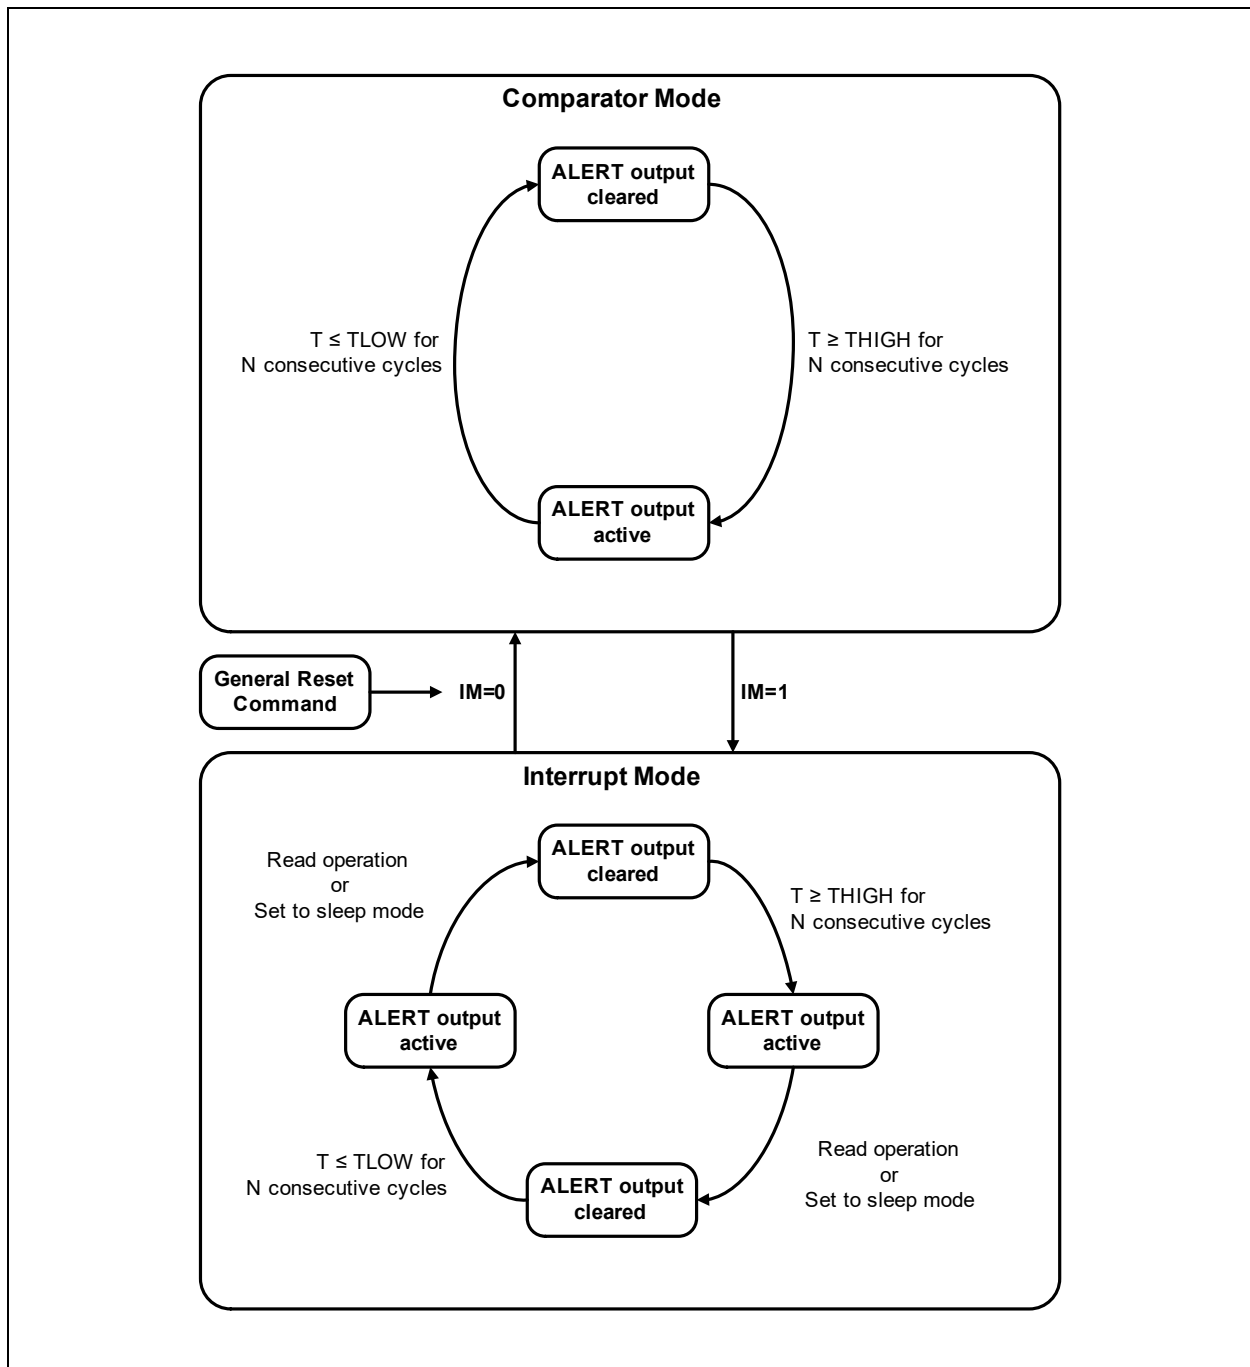 Comparator Mode
ALERT output
cleared
T ≤ TLOW for
N consecutive cycles
T ≥ THIGH for
N consecutive cycles
ALERT output
active
General Reset
Command
IM=0
IM=1
Interrupt Mode
ALERT output
cleared
Read operation
or
Set to sleep mode
T ≥ THIGH for
N consecutive cycles
ALERT output
active
ALERT output
active
T ≤ TLOW for
N consecutive cycles
Read operation
or
Set to sleep mode
ALERT output
cleared